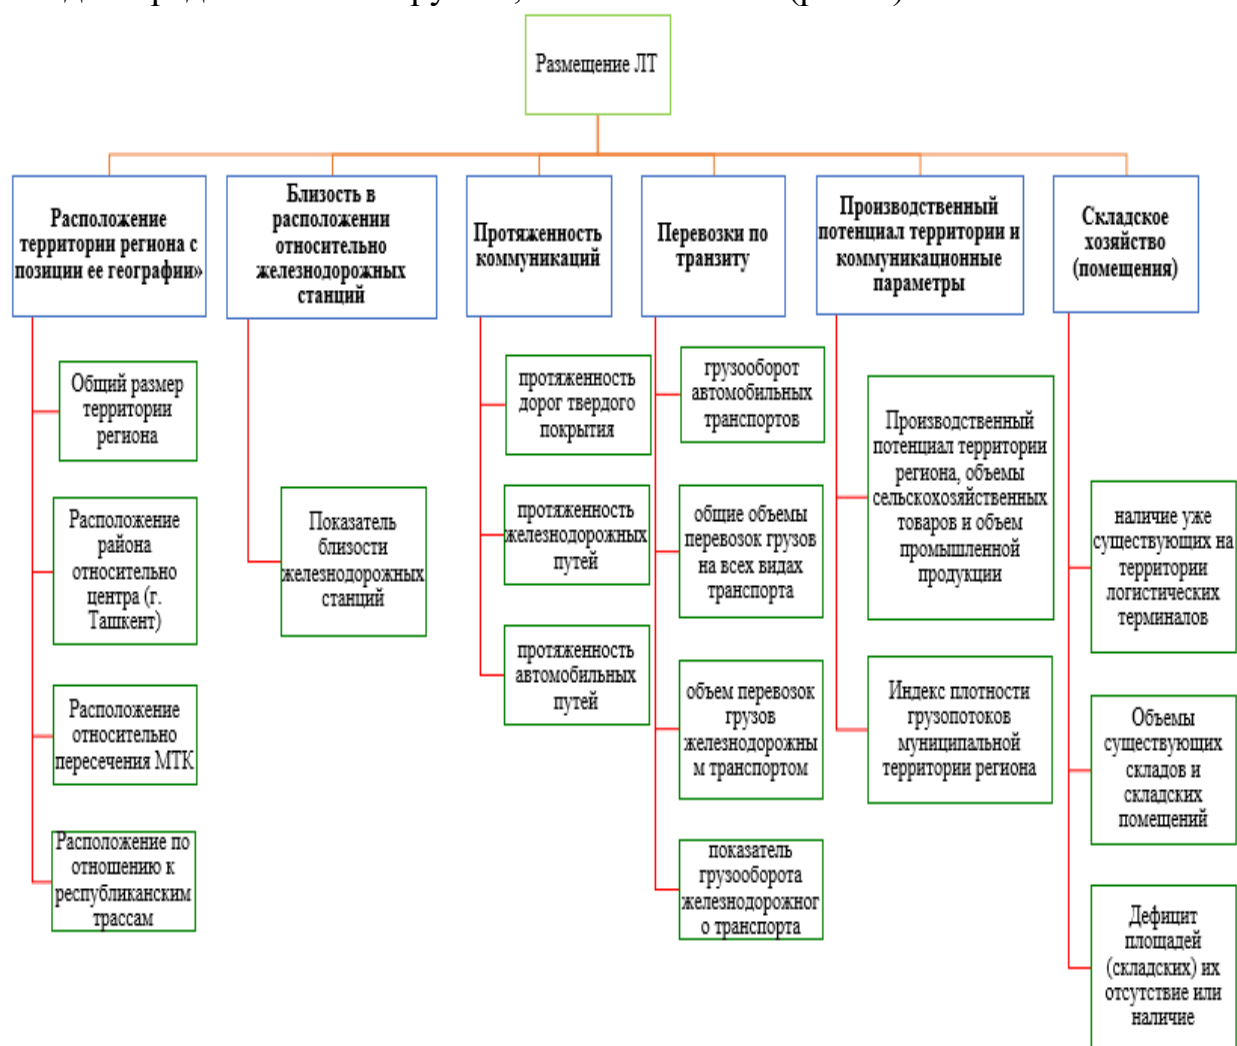 Размещение ЛТ
Расположение
территории региона с
позиции ее географии»
Общий размер
территории
региона
Расположение
района
относительно
центра (г.
Ташкент)
Расположение
относительно
пересечения МТК
Расположение по
отношению к
республиканским
трассам
Близость в
расположении
относительно
железнодорожных
станций
Показатель
близости
железнодорожных
станций
Протяженность
коммуникаций
протяженность
дорог твердого
покрытия
протяженность
железнодорожных
путей
протяженность
автомобильных
путей
Перевозки по
транзиту
грузооборот
автомобильных
транспортов
общие объемы
перевозок грузов
на всех видах
транспорта
объем перевозок
грузов
железнодорожны
м транспортом
показатель
грузооборота
железнодорожног
о транспорта
Производственный
потенциал территории и
коммуникационные
параметры
Производственный
потенциал территории
региона, объемы
сельскохозяйственных
товаров и объем
промышленной
продукции
Индекс плотности
грузопотоков
муниципальной
территории региона
Складское
хозяйство
(помещения)
наличие уже
существующих на
территории
логистических
терминалов
Объемы
существующих
складов и
складских
помещений
Дефицит
площадей
(складских) их
отсутствие или
наличие